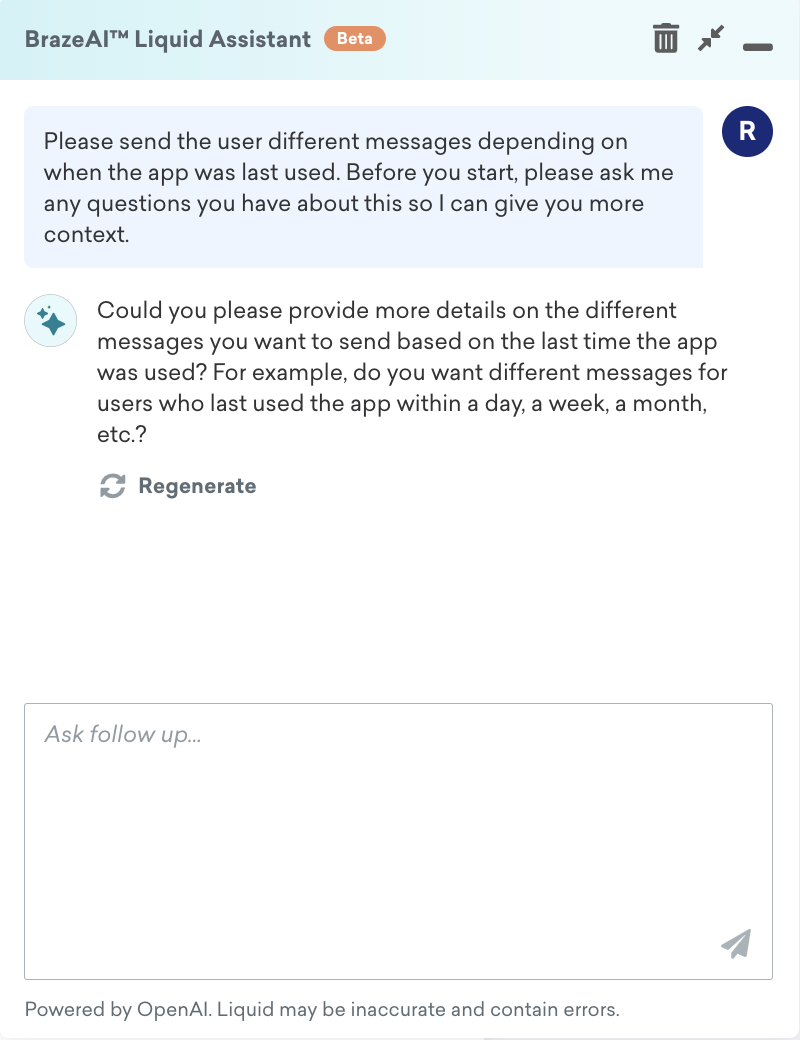 BrazeAI™ Liquid Assistant Beta
Please send the user different messages depending on
when the app was last used. Before you start, please ask me
any questions you have about this so I can give you more
context.
R
Could you please provide more details on the different
messages you want to send based on the last time the app
was used? For example, do you want different messages for
users who last used the app within a day, a week, a month,
etc.?
Regenerate
Ask follow up...
Powered by OpenAI. Liquid may be inaccurate and contain errors.